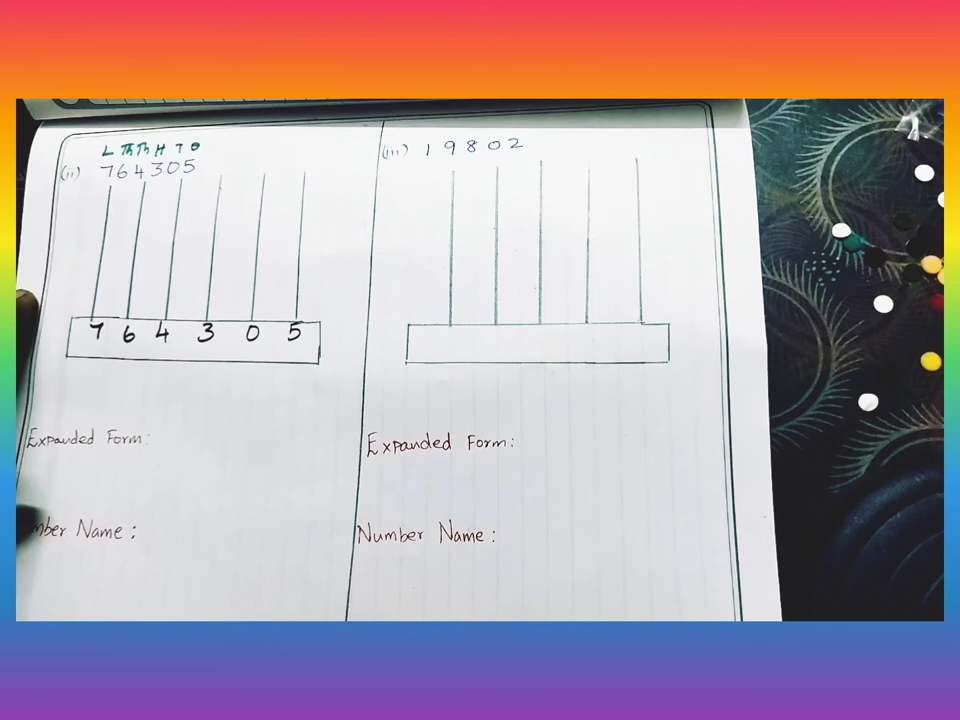 L TTh Th H T O
(ii) 764305
7 6 4 3 0 5
Expanded Form:
Name :
(iii) 19802
Expanded Form:
Number Name :